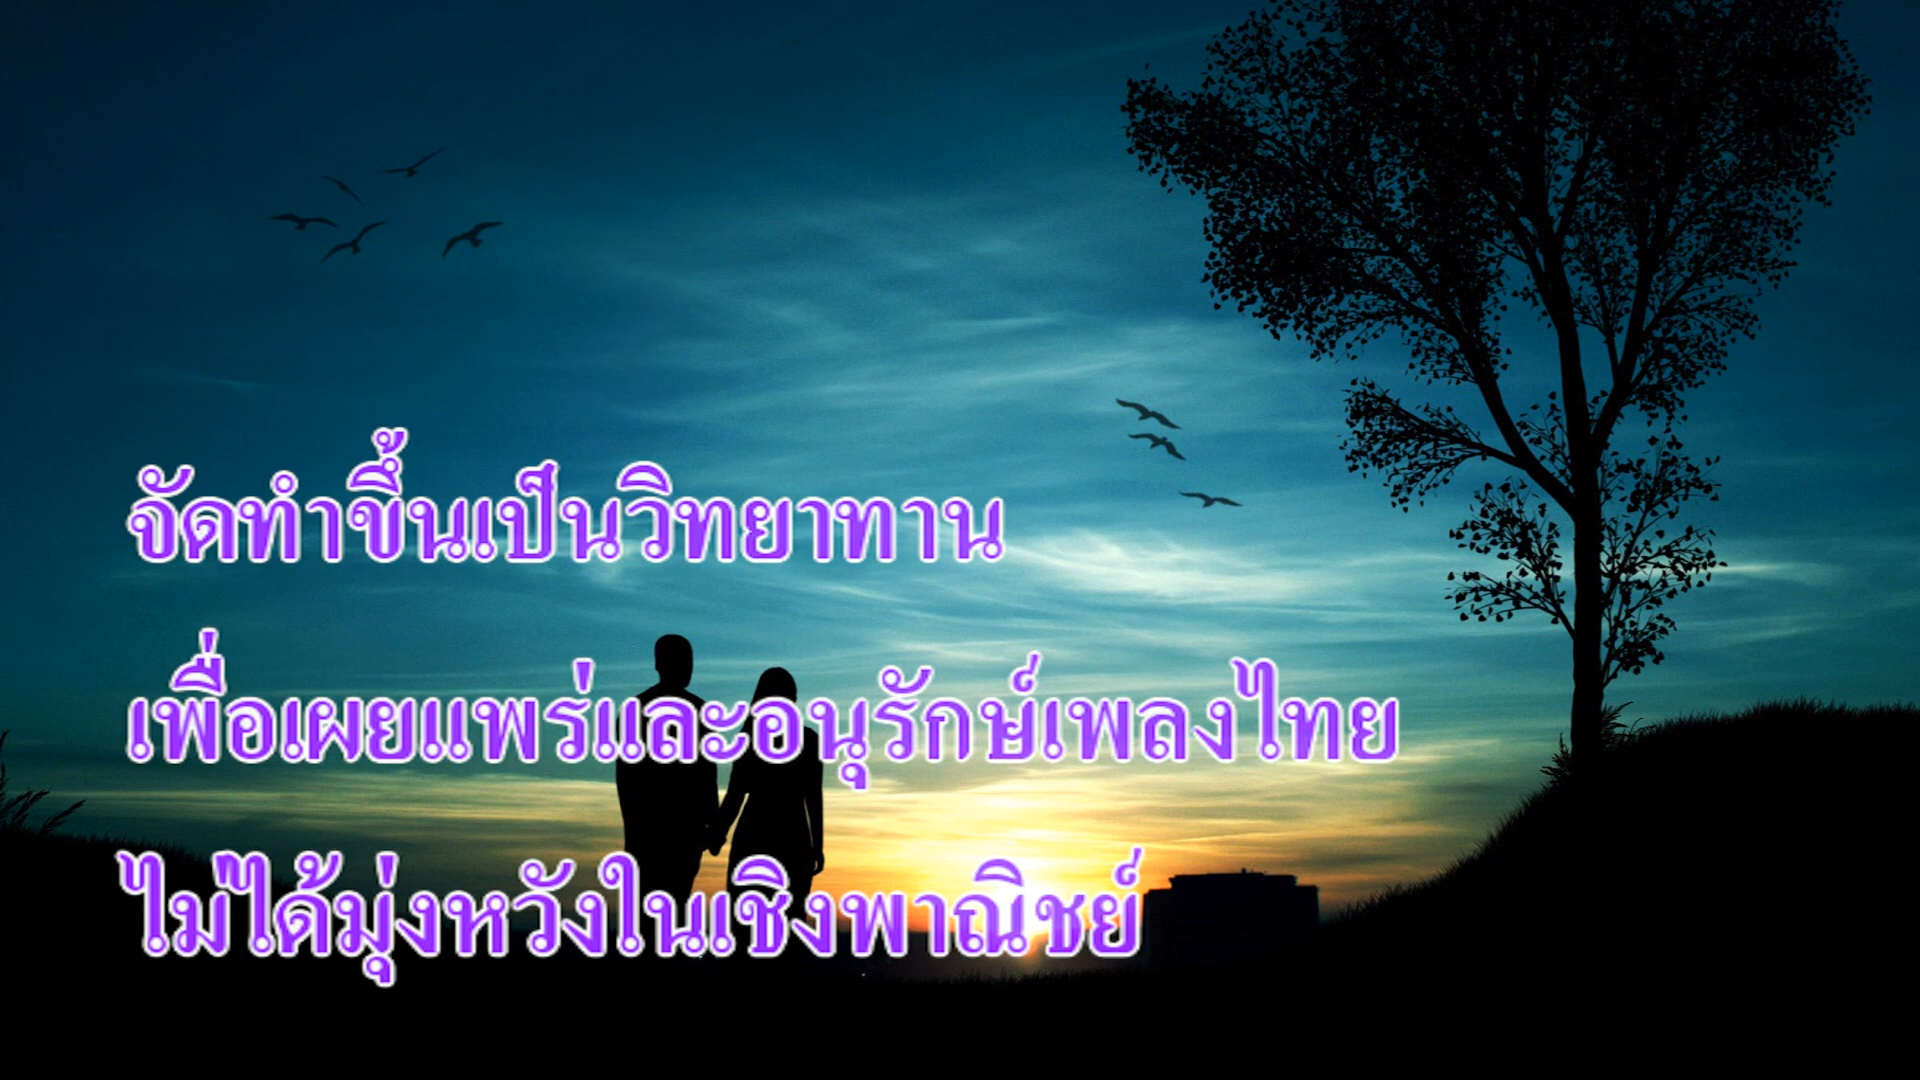 จัดทำขึ้นเป็นวิทยาทาน
เพื่อเผยแพร่และอนุรักษ์เพลงไทย
ไม่ได้มุ่งหวังในเชิงพาณิชย์